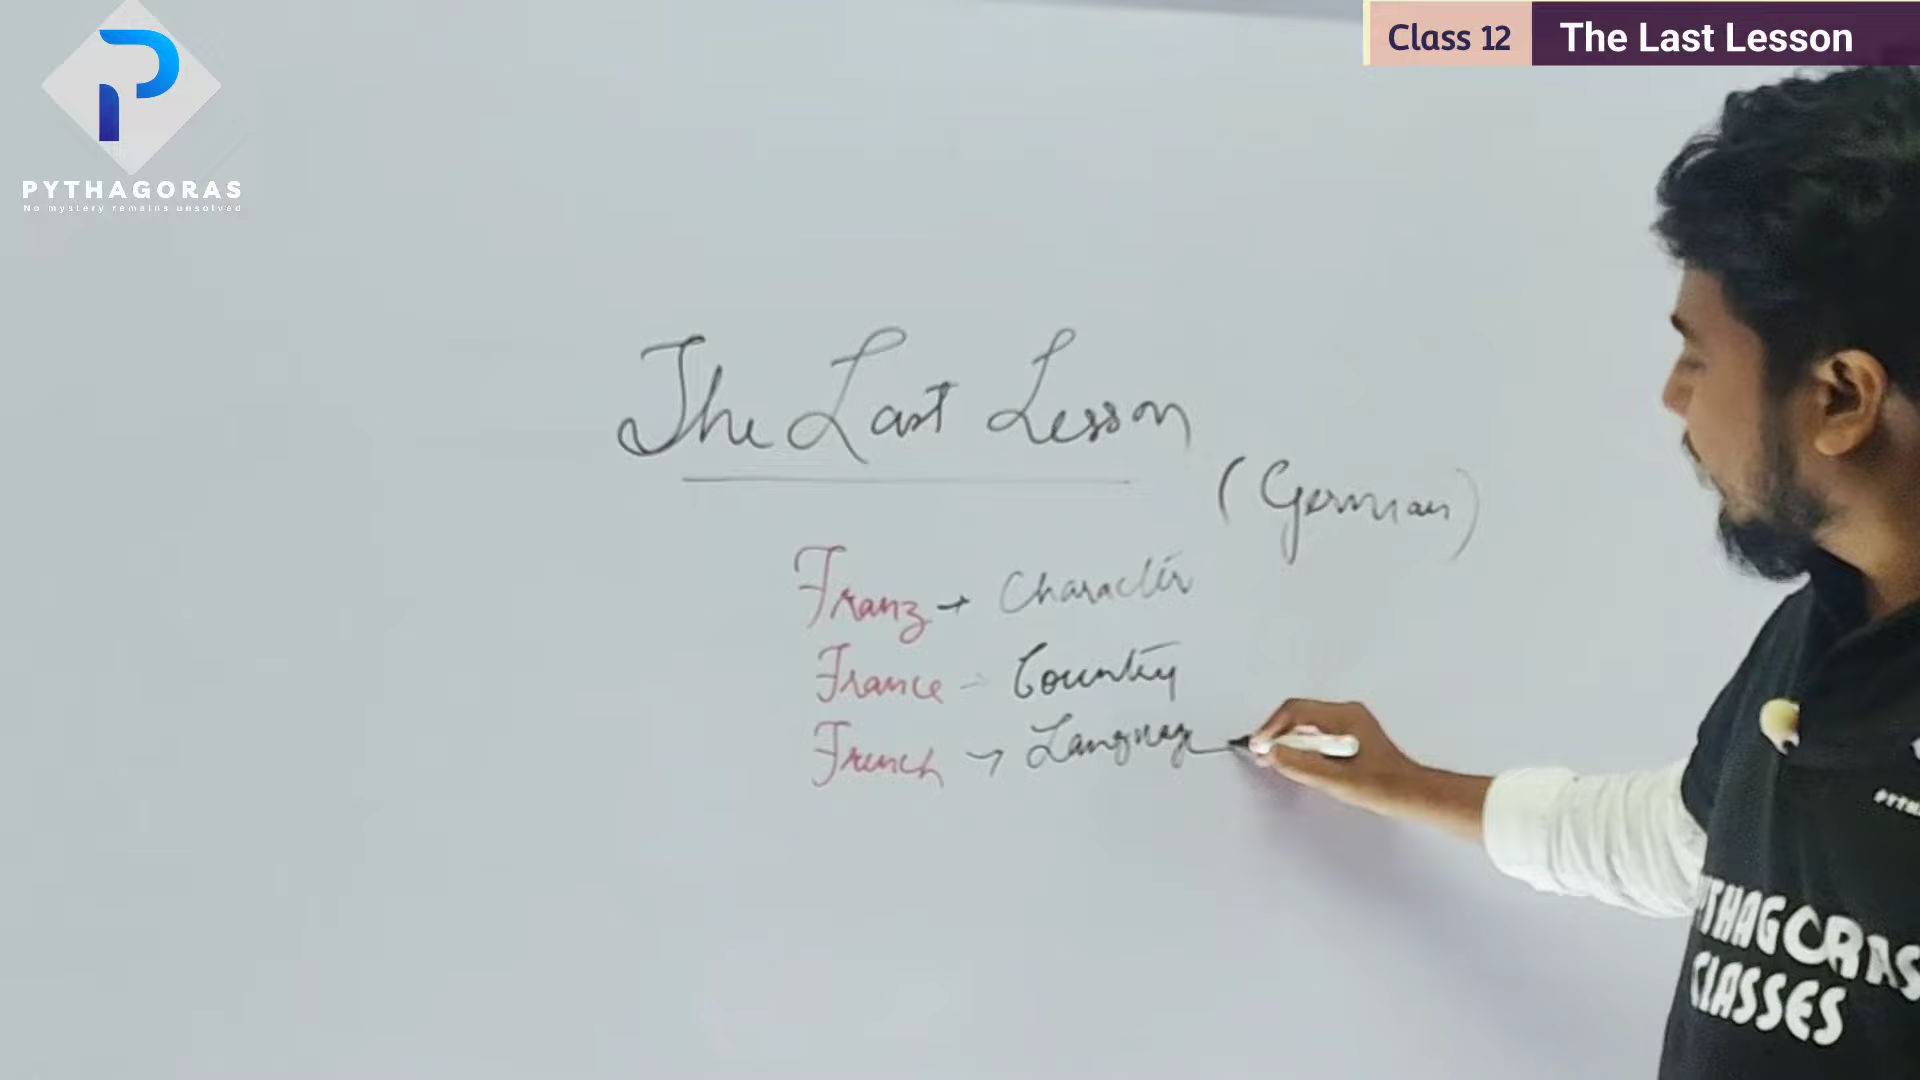 Class 12 The Last Lesson
PYTHAGORAS
No mystery remains unsolved
The Last Lesson
(German)
Franz → Character
France - Country
French → Language
PYTHAGORAS
CLASSES